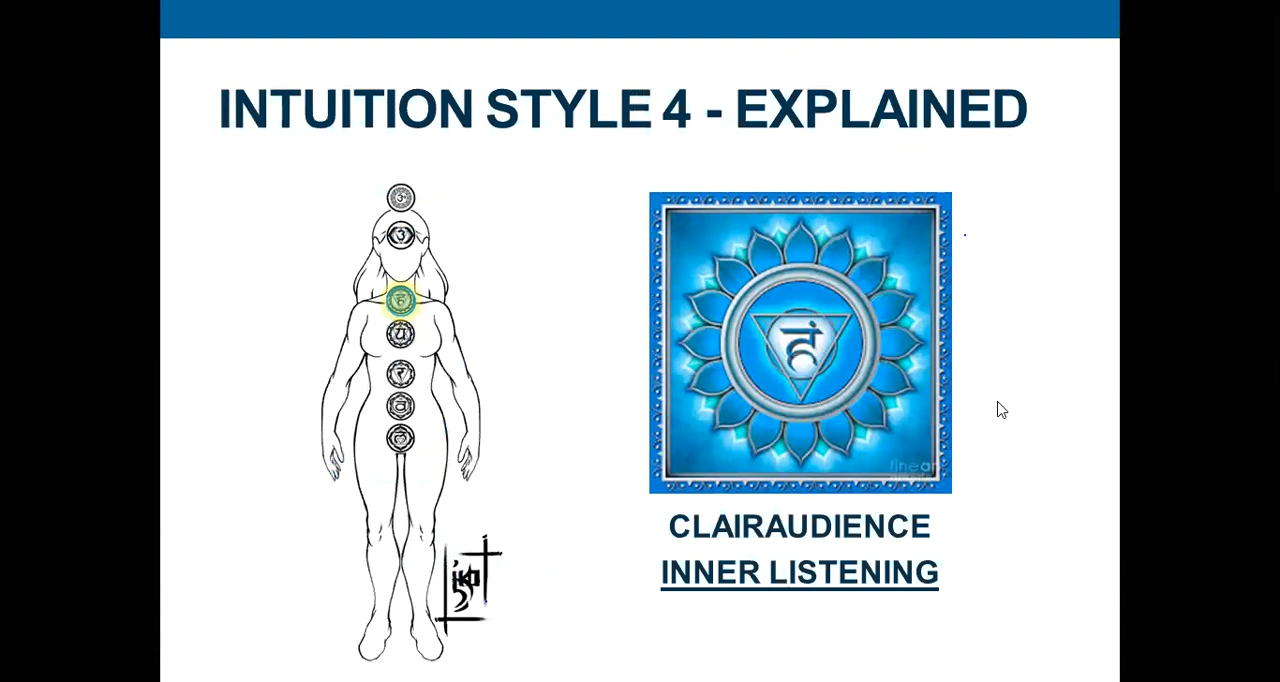 INTUITION STYLE 4 - EXPLAINED
ॐ
हं
यं
रं
वं
लं
हं
CLAIRAUDIENCE
INNER LISTENING